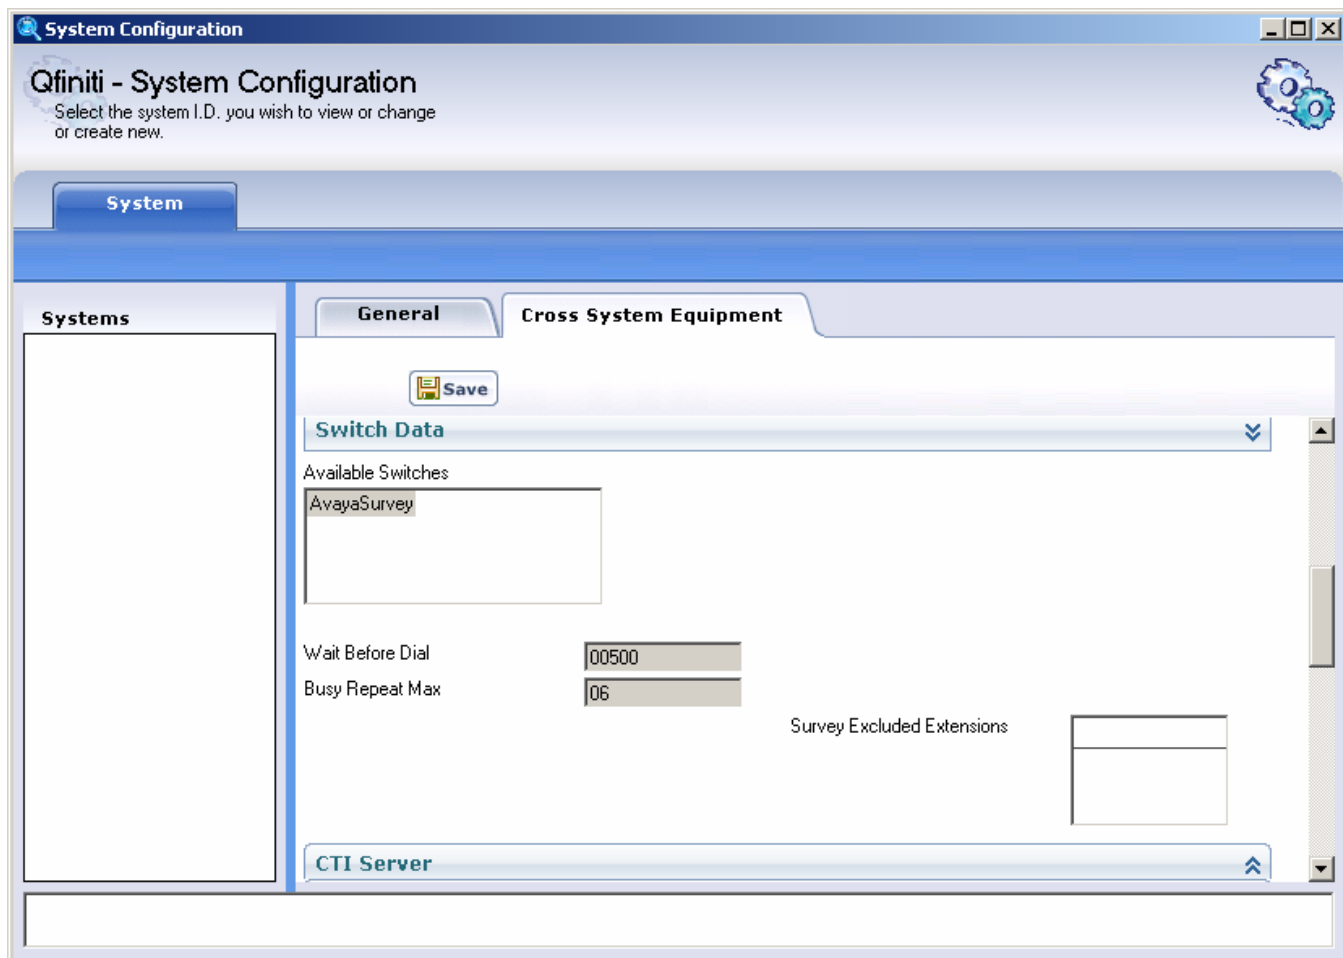 System Configuration
Qfiniti - System Configuration
Select the system I.D. you wish to view or change
or create new.
System
Systems
General
Cross System Equipment
Save
Switch Data
Available Switches
AvayaSurvey
Wait Before Dial
00500
Busy Repeat Max
06
Survey Excluded Extensions
CTI Server